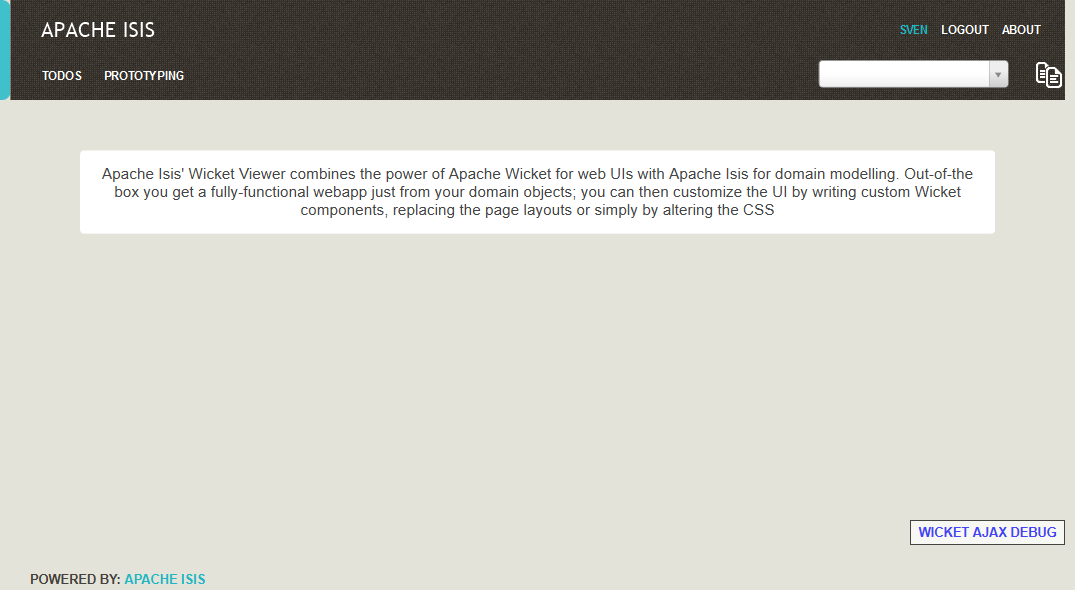 APACHE ISIS
SVEN LOGOUT ABOUT
TODOS PROTOTYPING
Apache Isis' Wicket Viewer combines the power of Apache Wicket for web UIs with Apache Isis for domain modelling. Out-of-the
box you get a fully-functional webapp just from your domain objects; you can then customize the UI by writing custom Wicket
components, replacing the page layouts or simply by altering the CSS
WICKET AJAX DEBUG
POWERED BY: APACHE ISIS